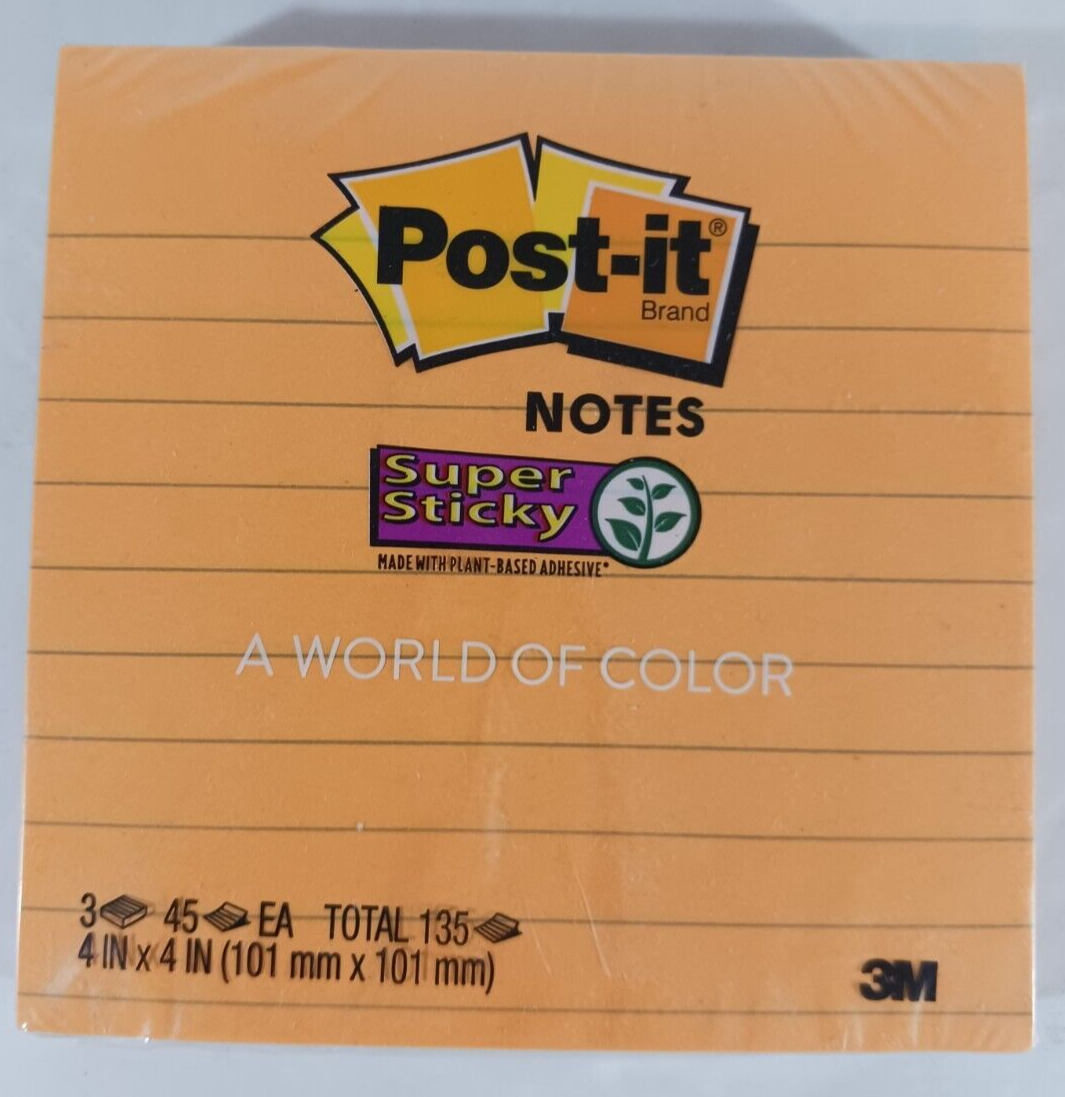 Post-it®
Brand
NOTES
Super
Sticky
MADE WITH PLANT-BASED ADHESIVE*
A WORLD OF COLOR
3 45 EA TOTAL 135
4 IN x 4 IN (101 mm x 101 mm)
3M